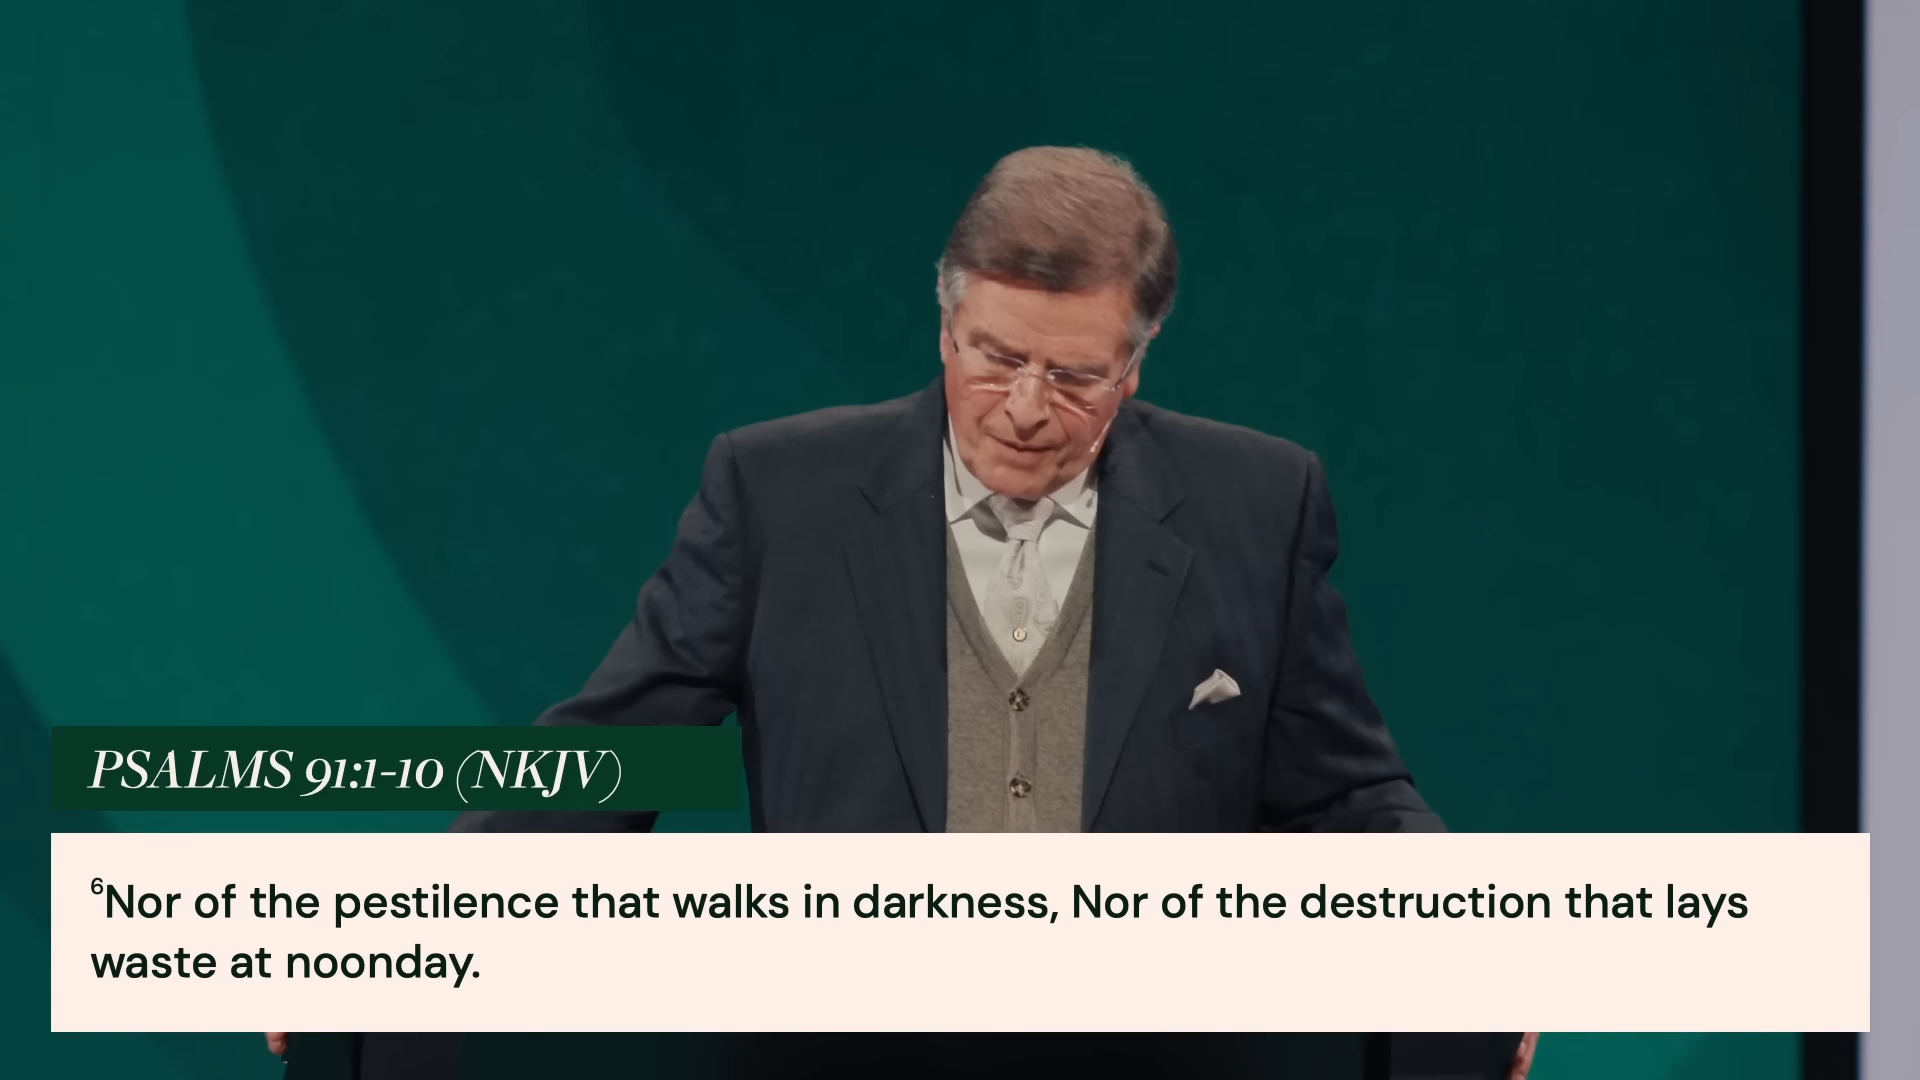 PSALMS 91:1-10 (NKJV)
⁶Nor of the pestilence that walks in darkness, Nor of the destruction that lays
waste at noonday.